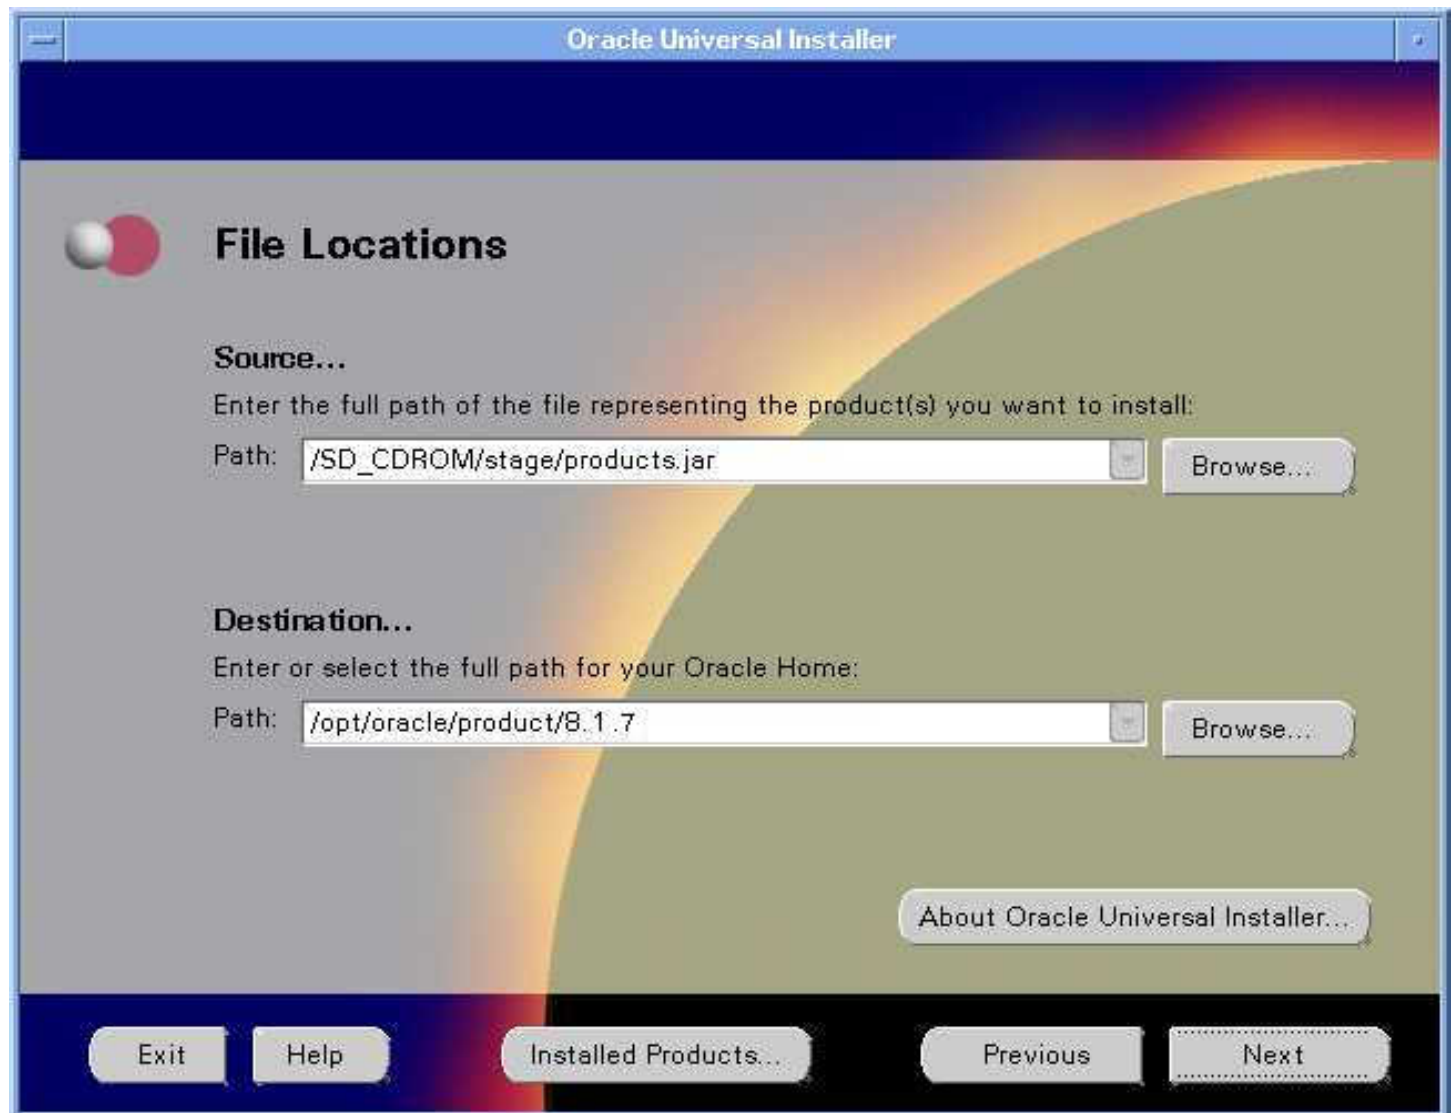 Oracle Universal Installer
File Locations
Source...
Enter the full path of the file representing the product(s) you want to install:
Path: /SD_CDROM/stage/products.jar Browse...
Destination...
Enter or select the full path for your Oracle Home:
Path: /opt/oracle/product/8.1.7 Browse...
About Oracle Universal Installer...
Exit Help Installed Products... Previous Next